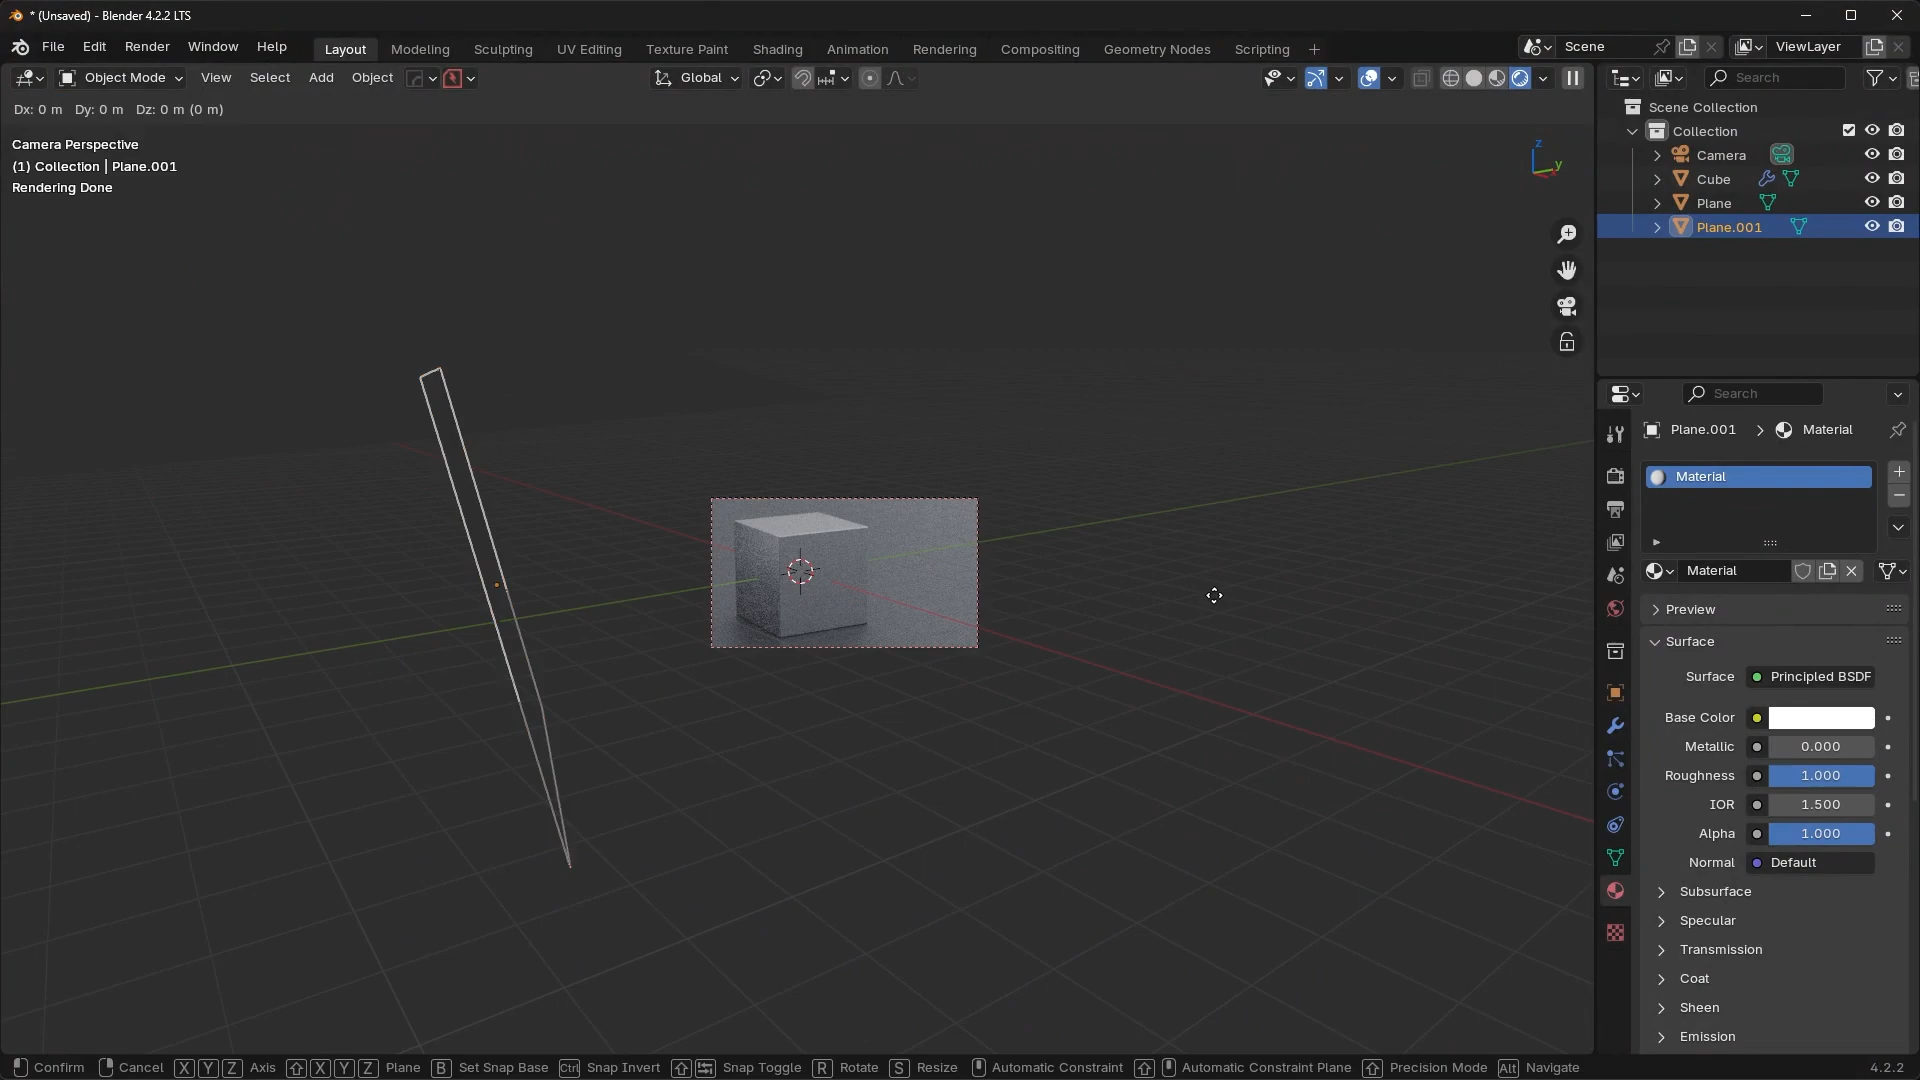 * (Unsaved) - Blender 4.2.2 LTS
File Edit Render Window Help Layout Modeling Sculpting UV Editing Texture Paint Shading Animation Rendering Compositing Geometry Nodes Scripting + Scene ViewLayer
Object Mode View Select Add Object Global Search
Dx: 0 m Dy: 0 m Dz: 0 m (0 m)
Camera Perspective
(1) Collection | Plane.001
Rendering Done
z
y
Scene Collection
Collection
Camera
Cube
Plane
Plane.001
Search
Plane.001 > Material
Material
Material
Preview
Surface
Surface Principled BSDF
Base Color
Metallic 0.000
Roughness 1.000
IOR 1.500
Alpha 1.000
Normal Default
Subsurface
Specular
Transmission
Coat
Sheen
Emission
Confirm Cancel X Y Z Axis X Y Z Plane B Set Snap Base Ctrl Snap Invert Snap Toggle R Rotate S Resize Automatic Constraint Automatic Constraint Plane Precision Mode Alt Navigate 4.2.2